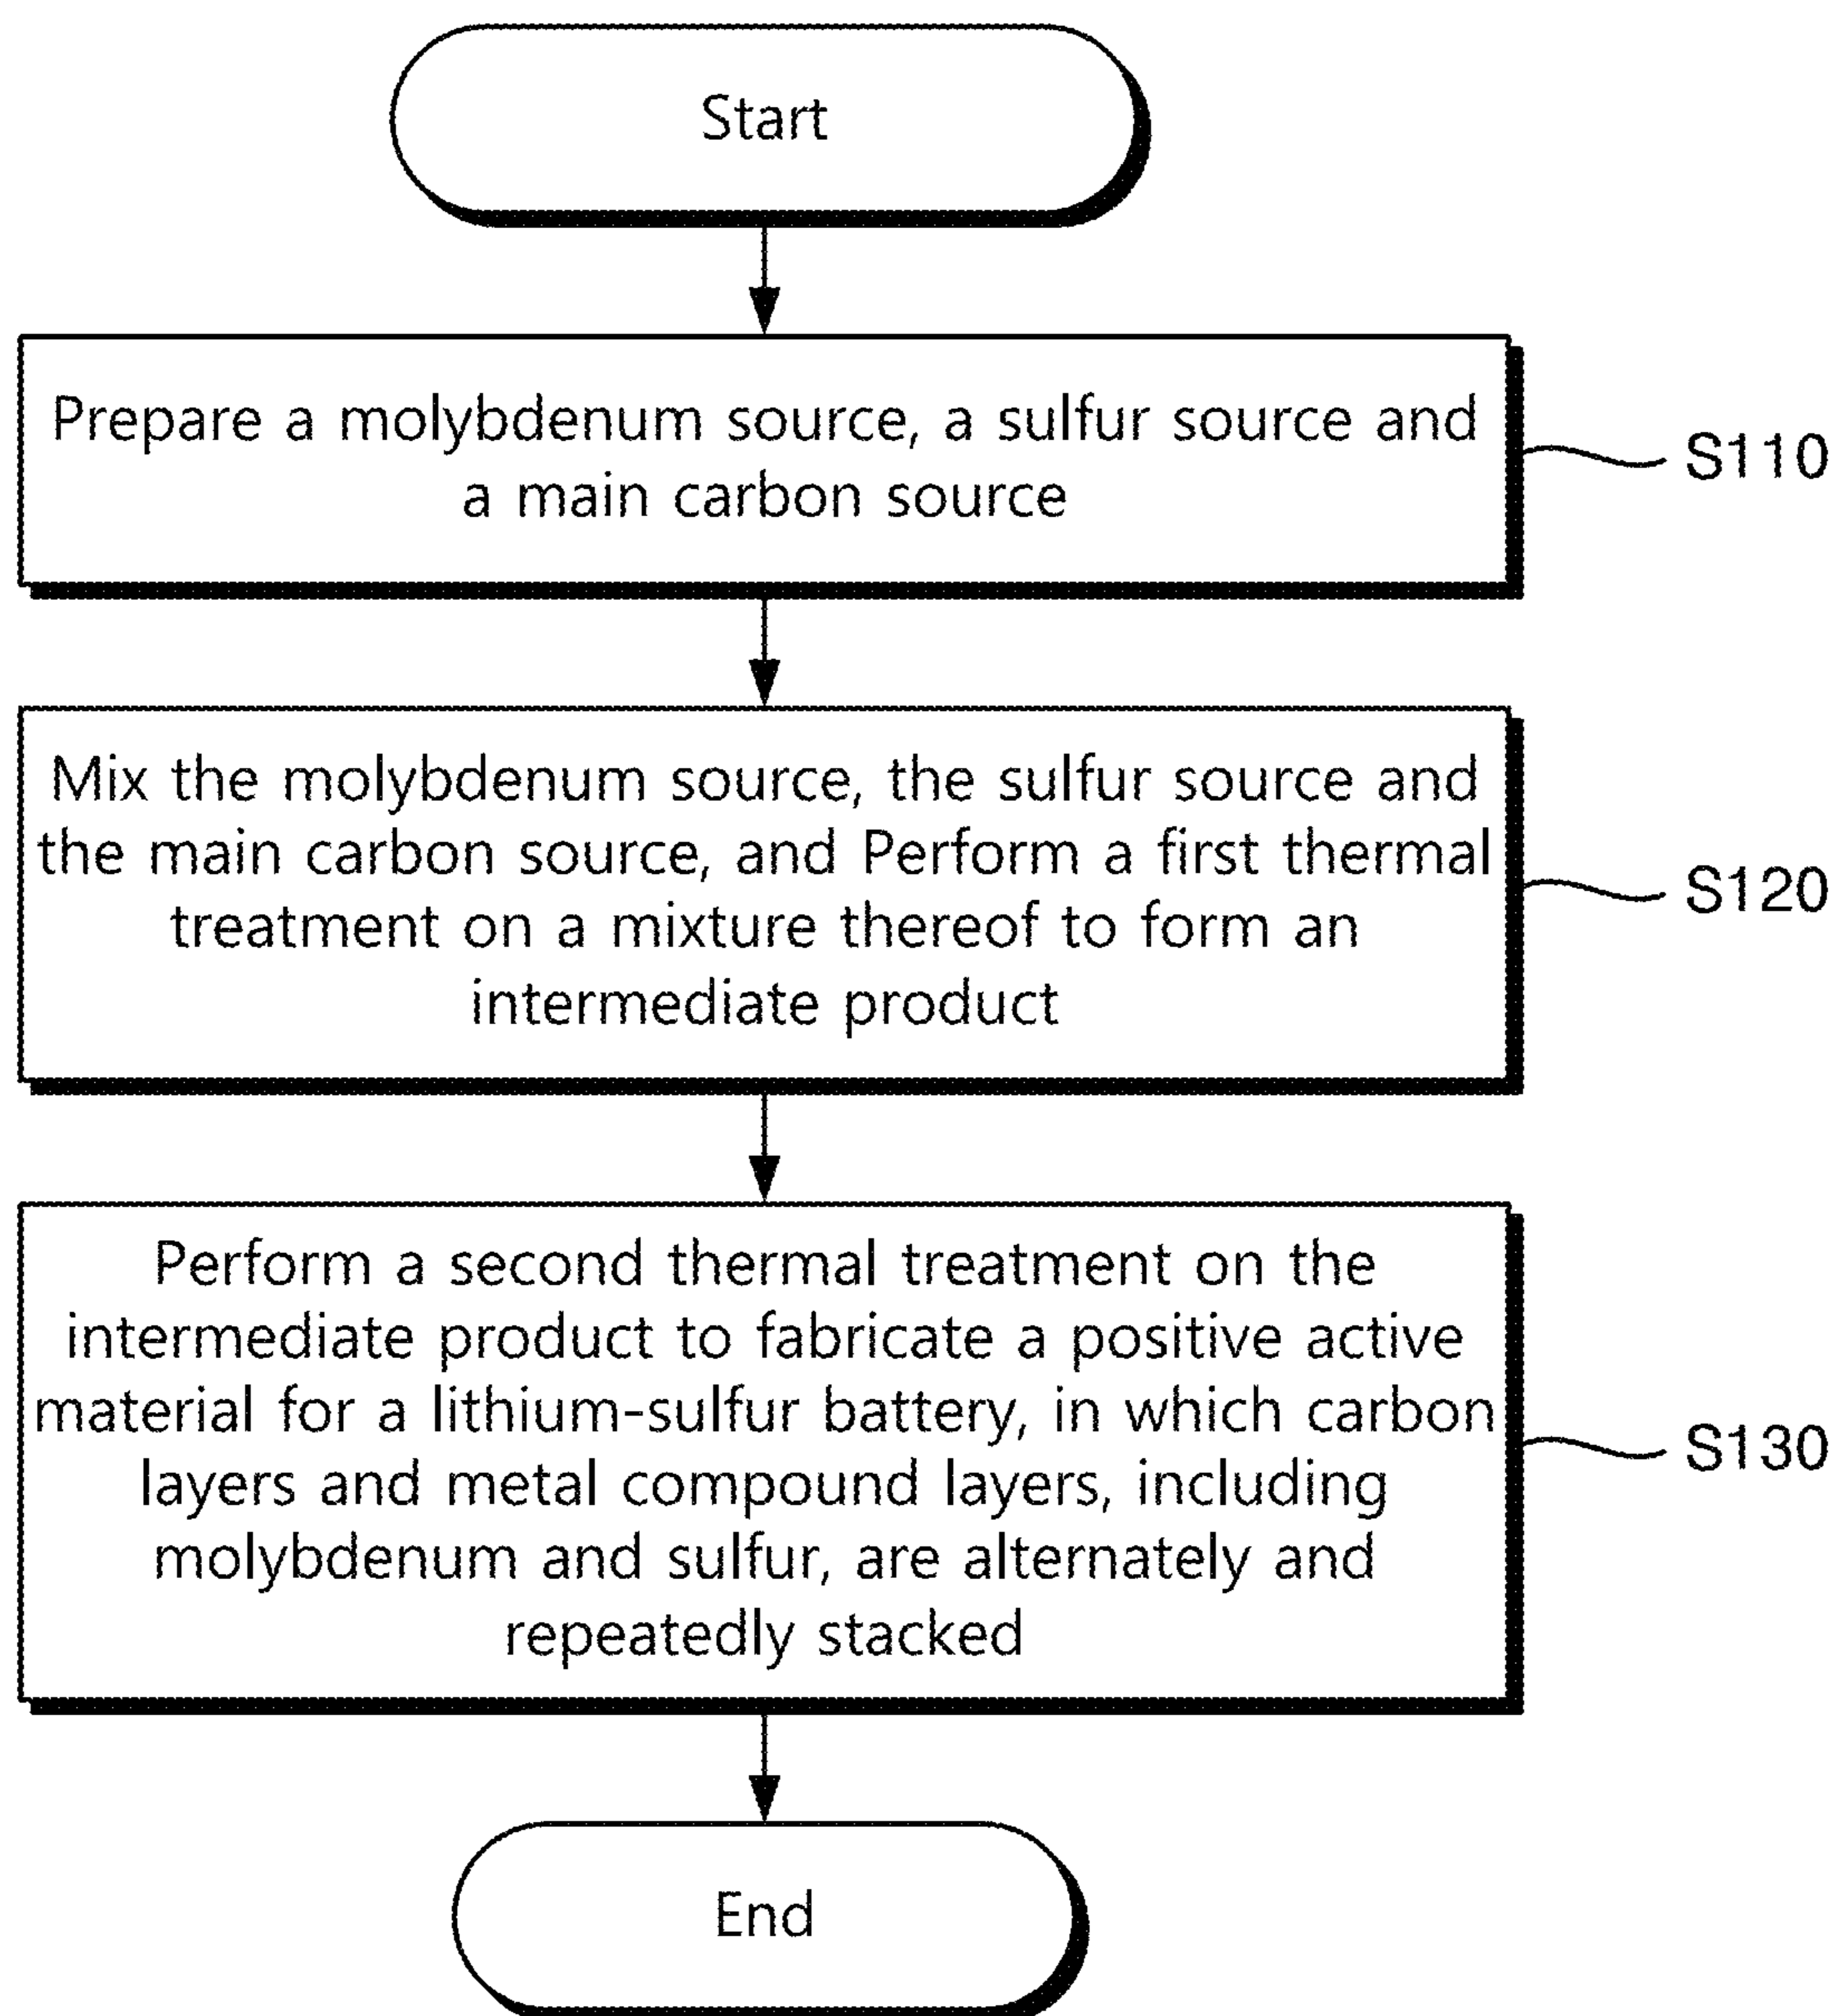 Start
Prepare a molybdenum source, a sulfur source and
a main carbon source
S110
Mix the molybdenum source, the sulfur source and
the main carbon source, and Perform a first thermal
treatment on a mixture thereof to form an
intermediate product
S120
Perform a second thermal treatment on the
intermediate product to fabricate a positive active
material for a lithium-sulfur battery, in which carbon
layers and metal compound layers, including
molybdenum and sulfur, are alternately and
repeatedly stacked
S130
End